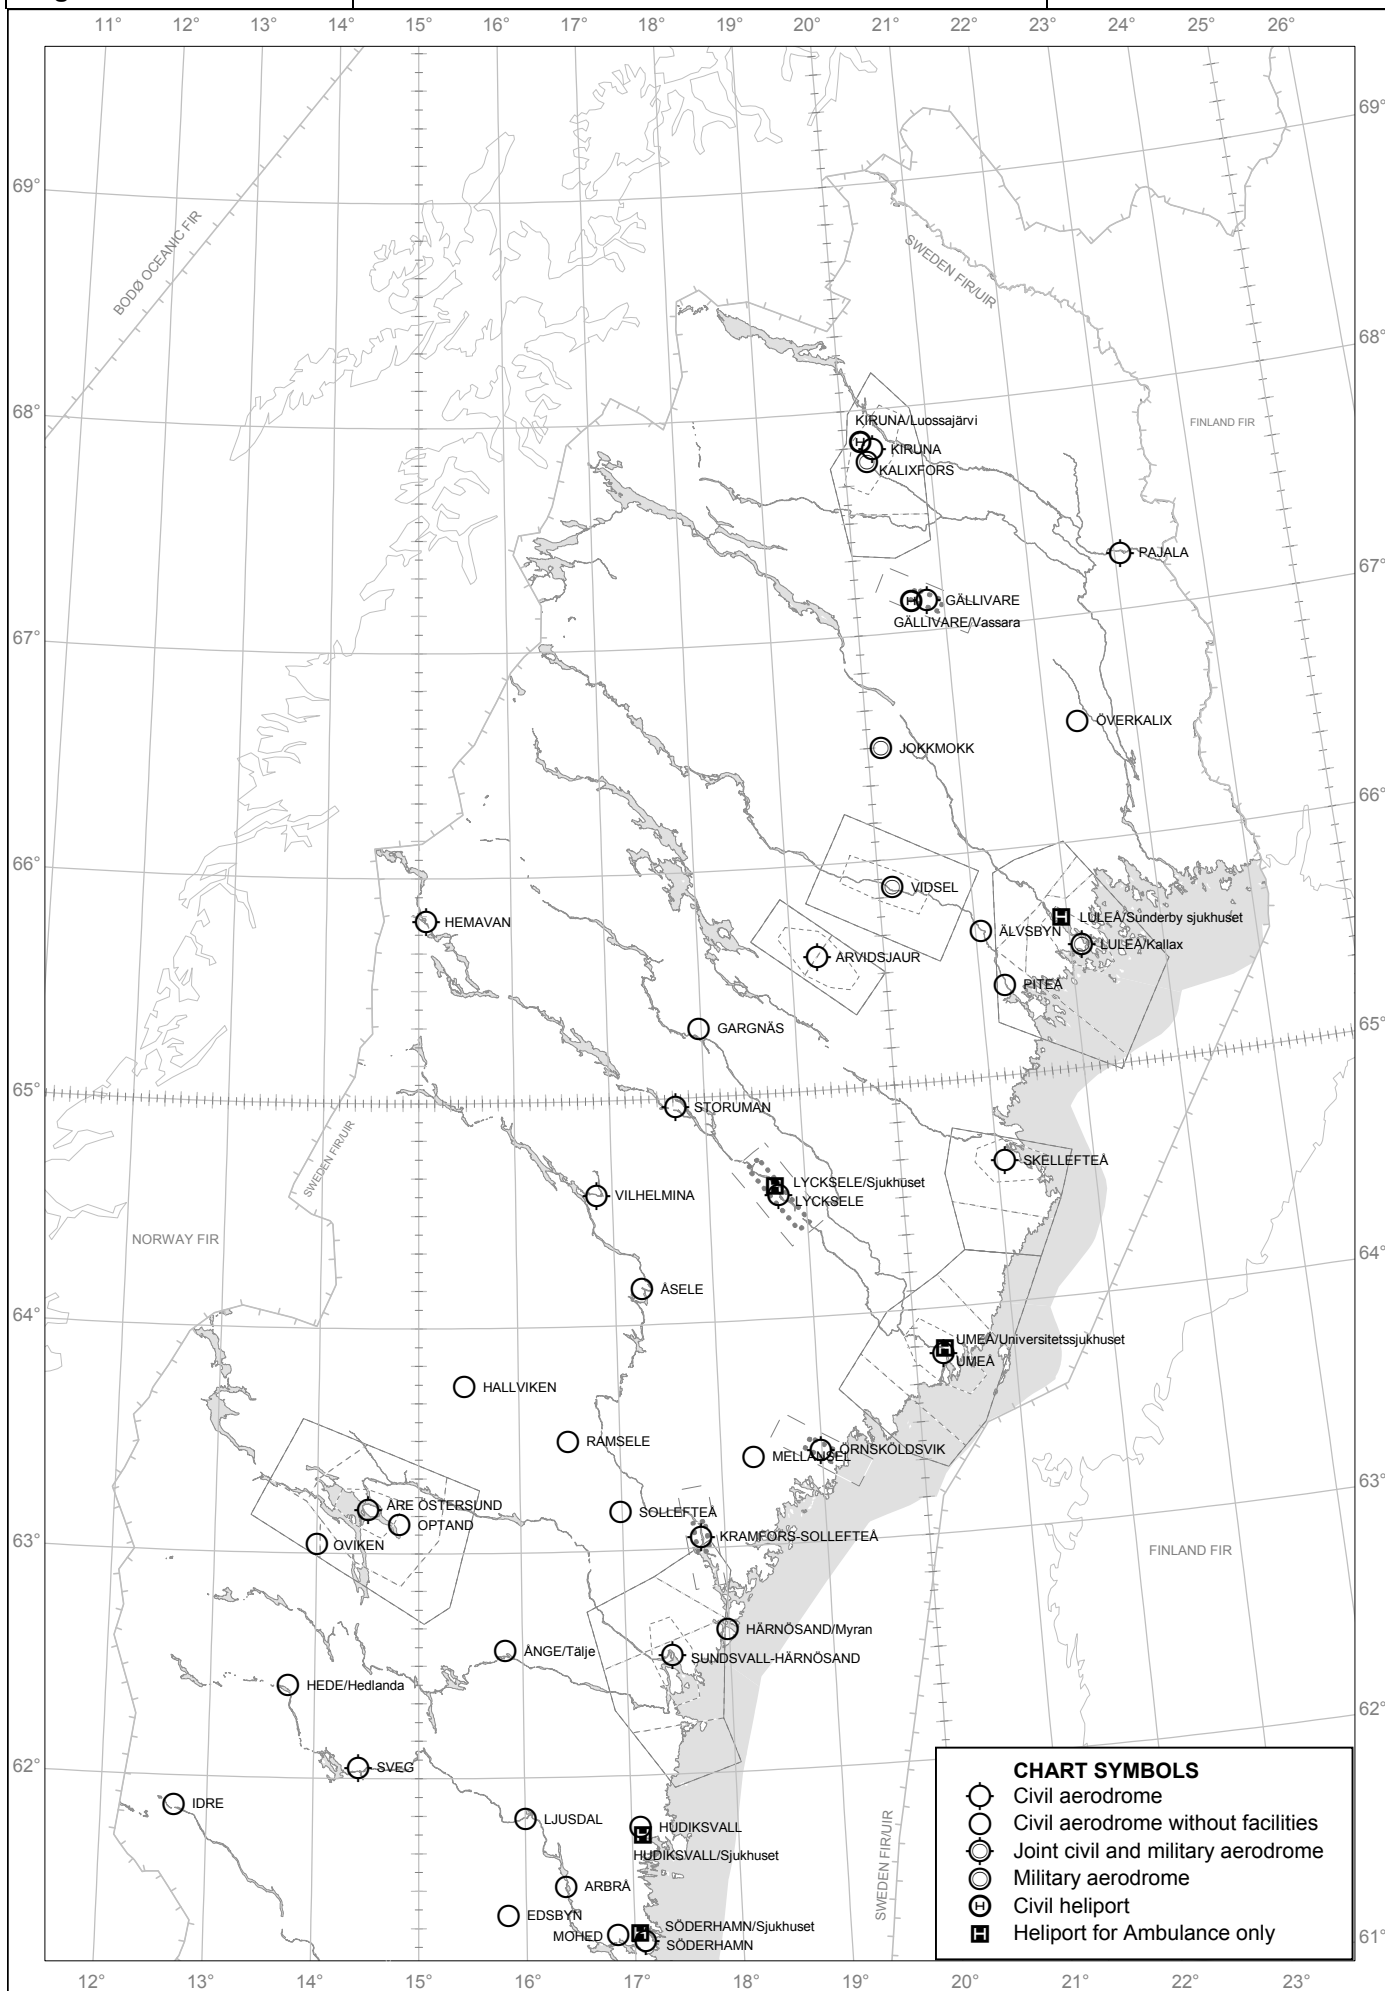 11° 12° 13° 14° 15° 16° 17° 18° 19° 20° 21° 22° 23° 24° 25° 26°
69°
69°
BODØ OCEANIC FIR
SWEDEN FIR/UIR
68°
68°
FINLAND FIR
KIRUNA/Luossajärvi
KIRUNA
KALIXFORS
PAJALA
67°
GÄLLIVARE
GÄLLIVARE/Vassara
67°
ÖVERKALIX
JOKKMOKK
66°
66°
VIDSEL
LULEÅ/Sunderby sjukhuset
HEMAVAN
ÄLVSBYN
LULEÅ/Kallax
ARVIDSJAUR
PITEÅ
65°
GARGNÄS
65°
STORUMAN
SWEDEN FIR/UIR
SKELLEFTEÅ
LYCKSELE/Sjukhuset
VILHELMINA
LYCKSELE
NORWAY FIR
64°
ÅSELE
64°
UMEÅ/Universitetssjukhuset
UMEÅ
HALLVIKEN
RAMSELE
ÖRNSKÖLDSVIK
MELLANSEL
63°
ÅRE ÖSTERSUND
SOLLEFTEÅ
OPTAND
KRAMFORS-SOLLEFTEÅ
63°
OVIKEN
FINLAND FIR
HÄRNÖSAND/Myran
ÅNGE/Tälje
SUNDSVALL-HÄRNÖSAND
HEDE/Hedlanda
62°
62°
SVEG
IDRE
LJUSDAL
HUDIKSVALL
HUDIKSVALL/Sjukhuset
ARBRÅ
SWEDEN FIR/UIR
EDSBYN
SÖDERHAMN/Sjukhuset
MOHED
SÖDERHAMN
61°
CHART SYMBOLS
Civil aerodrome
Civil aerodrome without facilities
Joint civil and military aerodrome
Military aerodrome
H Civil heliport
H Heliport for Ambulance only
12° 13° 14° 15° 16° 17° 18° 19° 20° 21° 22° 23°